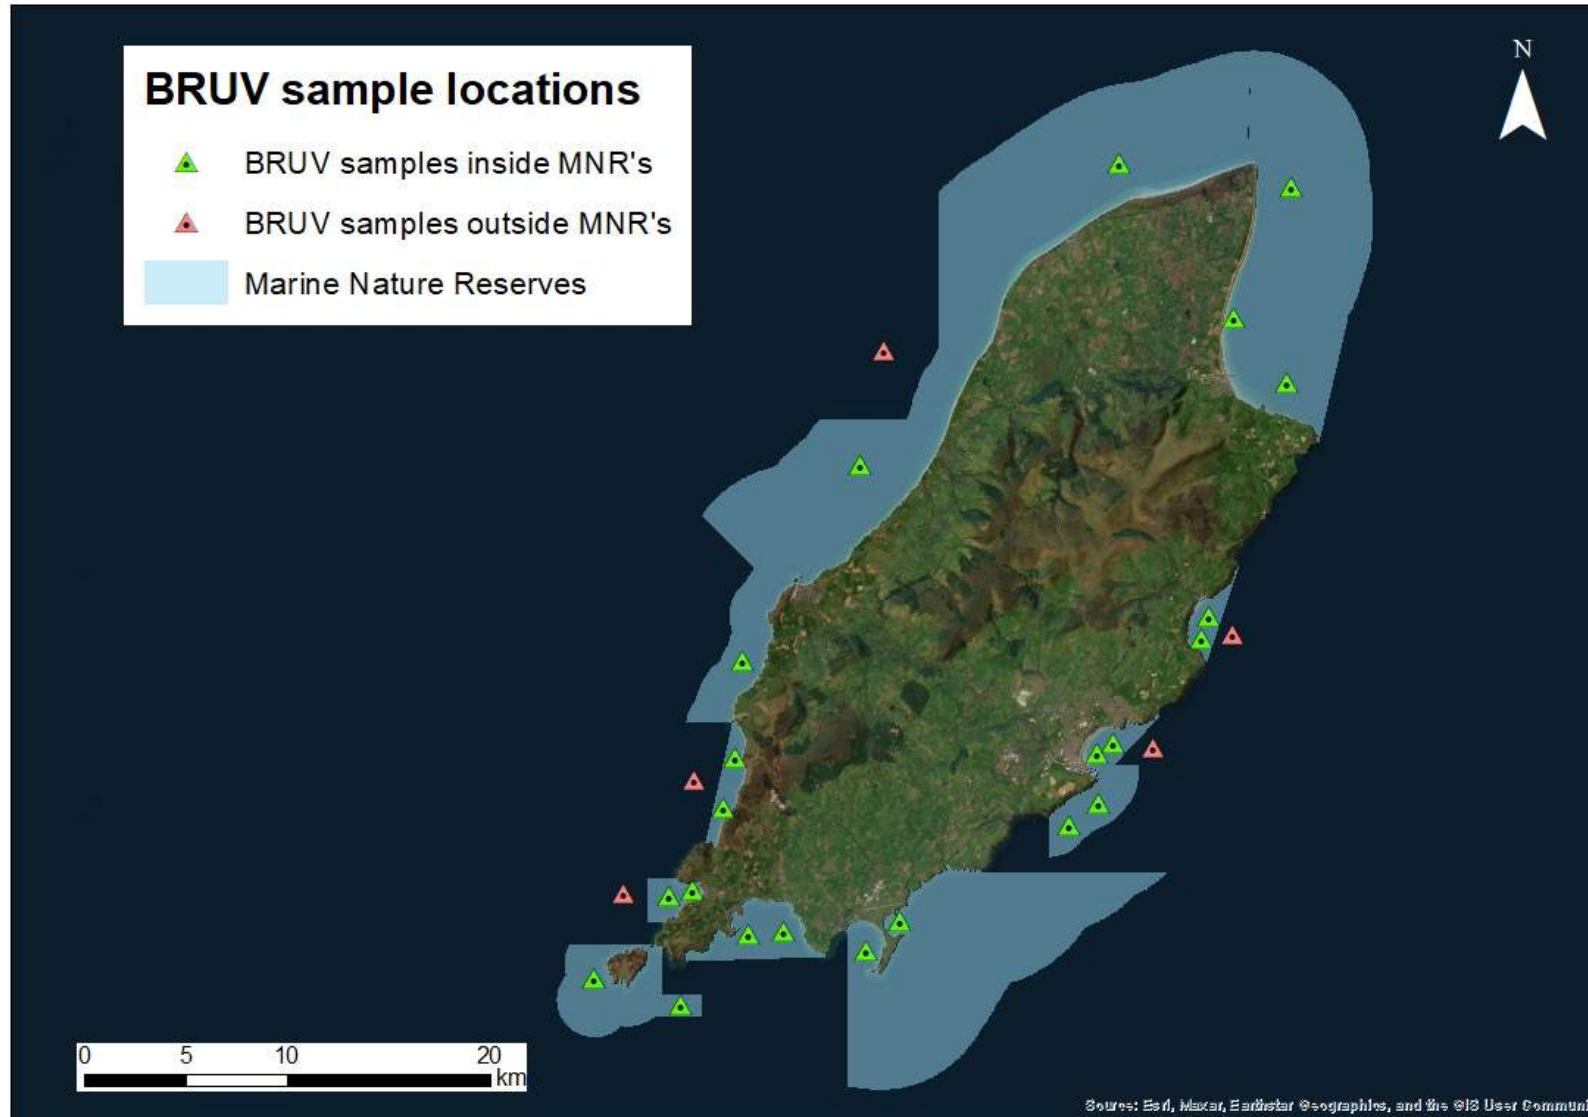 BRUV sample locations
BRUV samples inside MNR's
BRUV samples outside MNR's
Marine Nature Reserves
N
0 5 10 20
km
Source: Esri, Maxar, Earthstar Geographics, and the GIS User Communi